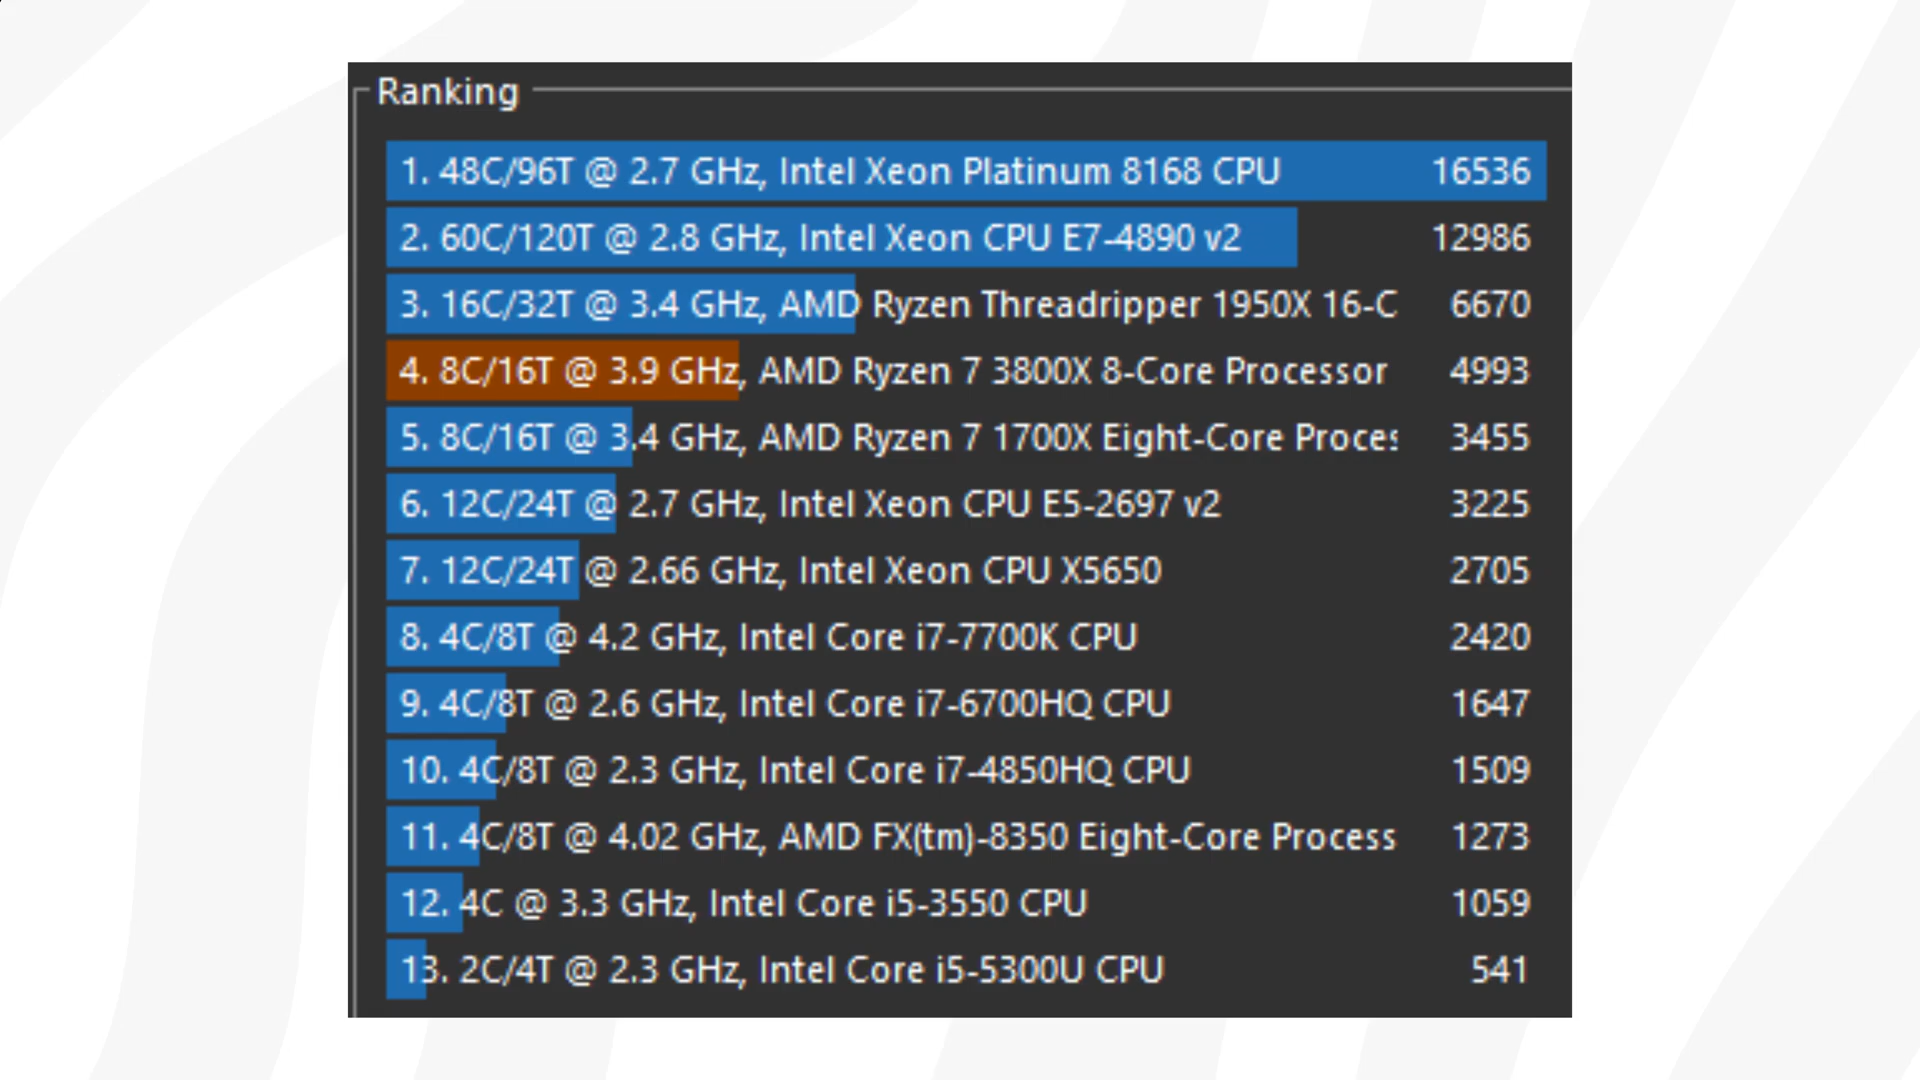 Ranking
1. 48C/96T @ 2.7 GHz, Intel Xeon Platinum 8168 CPU 16536
2. 60C/120T @ 2.8 GHz, Intel Xeon CPU E7-4890 v2 12986
3. 16C/32T @ 3.4 GHz, AMD Ryzen Threadripper 1950X 16-C 6670
4. 8C/16T @ 3.9 GHz, AMD Ryzen 7 3800X 8-Core Processor 4993
5. 8C/16T @ 3.4 GHz, AMD Ryzen 7 1700X Eight-Core Proces 3455
6. 12C/24T @ 2.7 GHz, Intel Xeon CPU E5-2697 v2 3225
7. 12C/24T @ 2.66 GHz, Intel Xeon CPU X5650 2705
8. 4C/8T @ 4.2 GHz, Intel Core i7-7700K CPU 2420
9. 4C/8T @ 2.6 GHz, Intel Core i7-6700HQ CPU 1647
10. 4C/8T @ 2.3 GHz, Intel Core i7-4850HQ CPU 1509
11. 4C/8T @ 4.02 GHz, AMD FX(tm)-8350 Eight-Core Process 1273
12. 4C @ 3.3 GHz, Intel Core i5-3550 CPU 1059
13. 2C/4T @ 2.3 GHz, Intel Core i5-5300U CPU 541